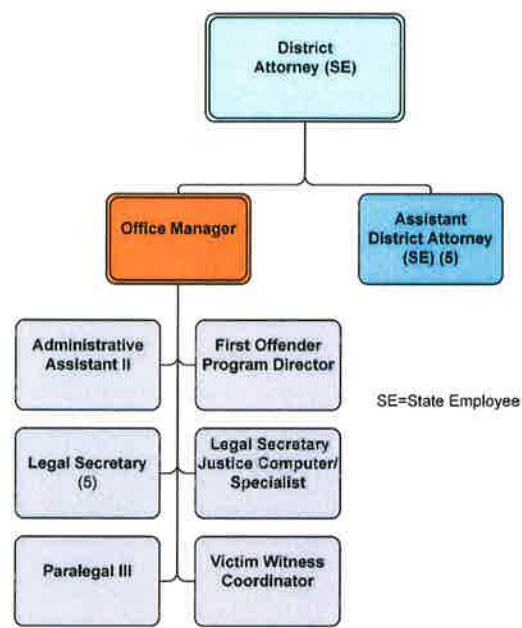 District
Attorney (SE)
Office Manager
Assistant
District Attorney
(SE) (5)
Administrative
Assistant II
First Offender
Program Director
SE=State Employee
Legal Secretary
(5)
Legal Secretary
Justice Computer/
Specialist
Paralegal III
Victim Witness
Coordinator